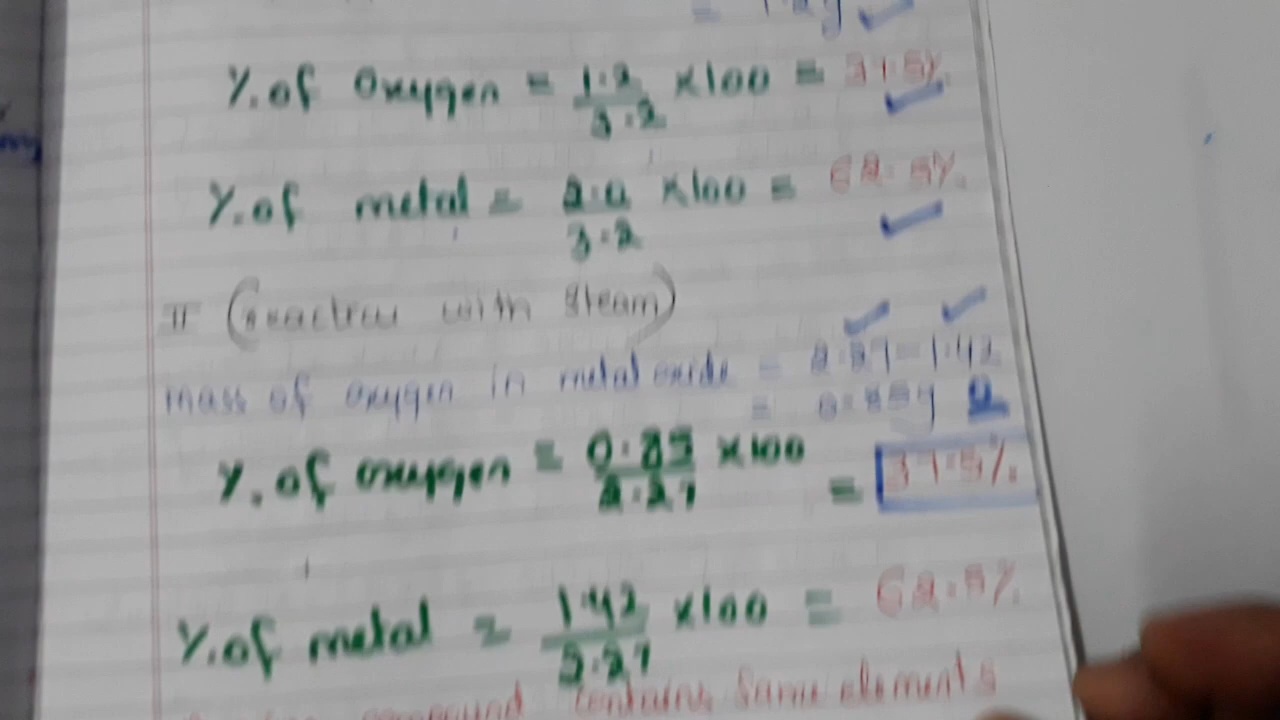 % of oxygen = 1.2/3.2 x100 = 37.5%
% of metal = 2.0/3.2 x100 = 62.5%
II (reaction with steam)
mass of oxygen in metal oxide = 2.27-1.42
= 0.85g
% of oxygen = 0.85/2.27 x100 = 37.5%
% of metal = 1.42/2.27 x100 = 62.5%
compound contains same elements